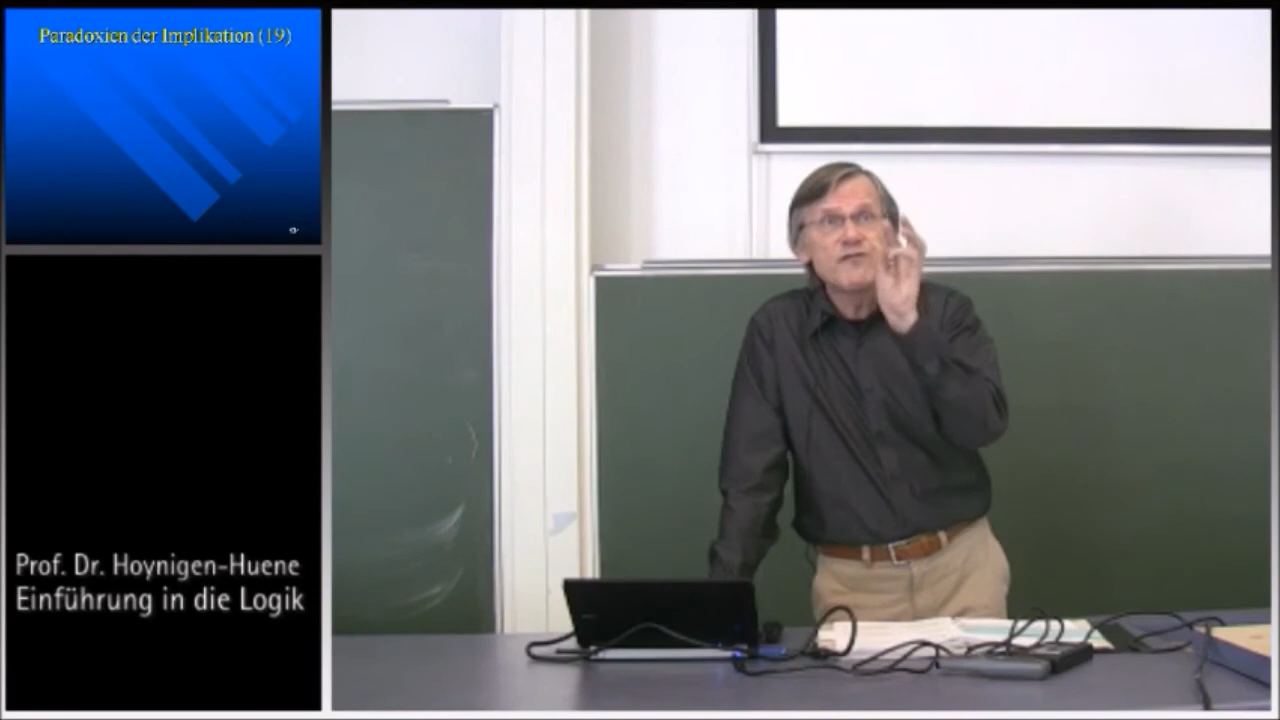 Paradoxien der Implikation (19)
Prof. Dr. Hoynigen-Huene
Einführung in die Logik